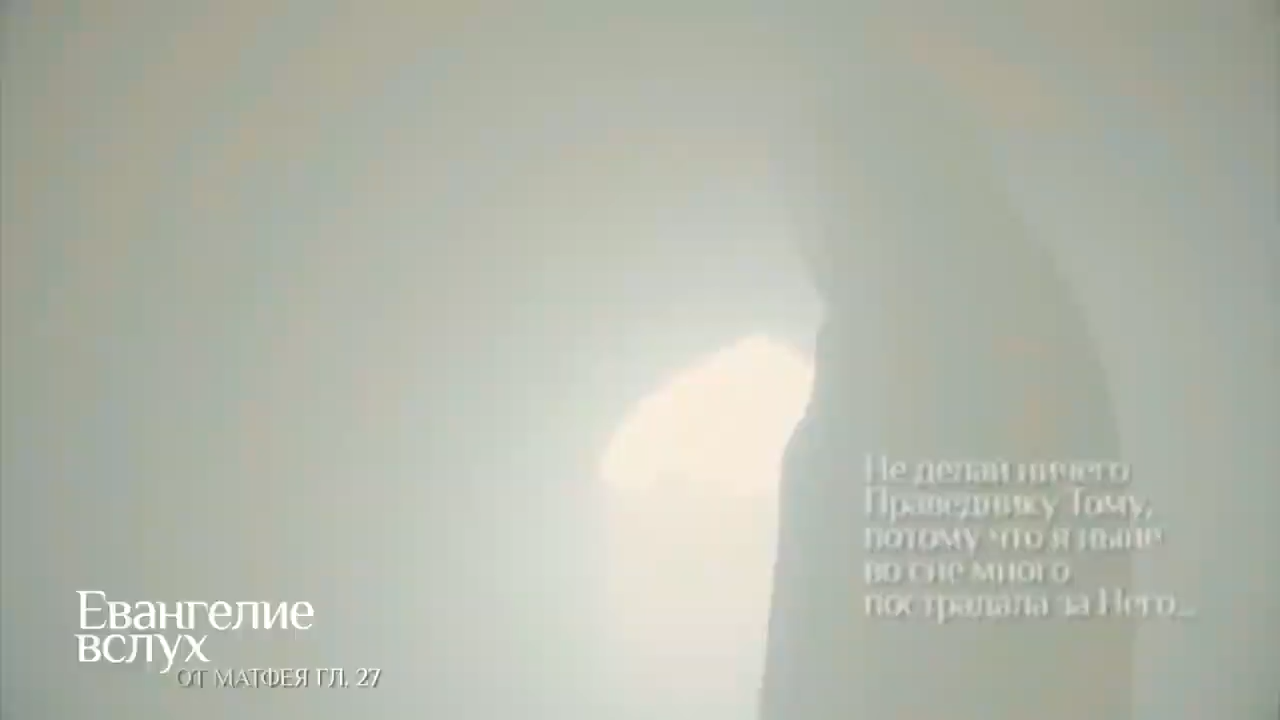 Не делай ничего
Праведнику Тому,
потому что я ныне
во сне много
пострадала за Него...
Евангелие
вслух
ОТ МАТФЕЯ ГЛ. 27